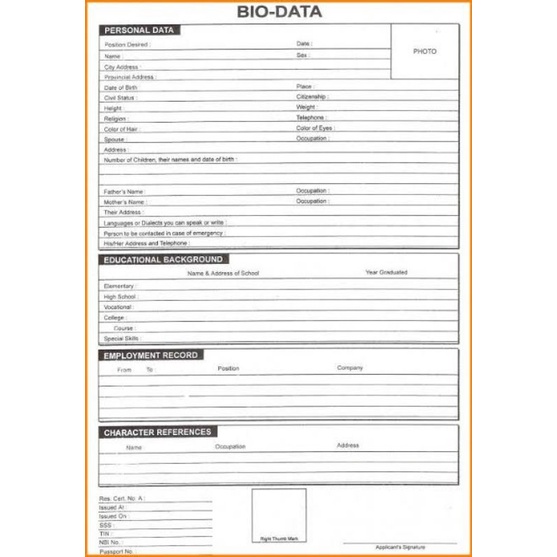 BIO-DATA
PERSONAL DATA
Position Desired : Date :
PHOTO
Name : Sex :
City Address :
Provincial Address :
Date of Birth Place :
Civil Status : Citizenship :
Height : Weight :
Religion : Telephone :
Color of Hair : Color of Eyes :
Spouse : Occupation :
Address :
Number of Children, their names and date of birth :
Father's Name : Occupation :
Mother's Name : Occupation :
Their Address :
Languages or Dialects you can speak or write :
Person to be contacted in case of emergency :
His/Her Address and Telephone :
EDUCATIONAL BACKGROUND
Name & Address of School Year Graduated
Elementary :
High School :
Vocational :
College :
Course :
Special Skills :
EMPLOYMENT RECORD
From To : Position Company
CHARACTER REFERENCES
Name Occupation Address
Res. Cert. No. A :
Issued At :
Issued On :
SSS :
TIN :
NBI No. :
Passport No
Right Thumb Mark
Applicant's Signature